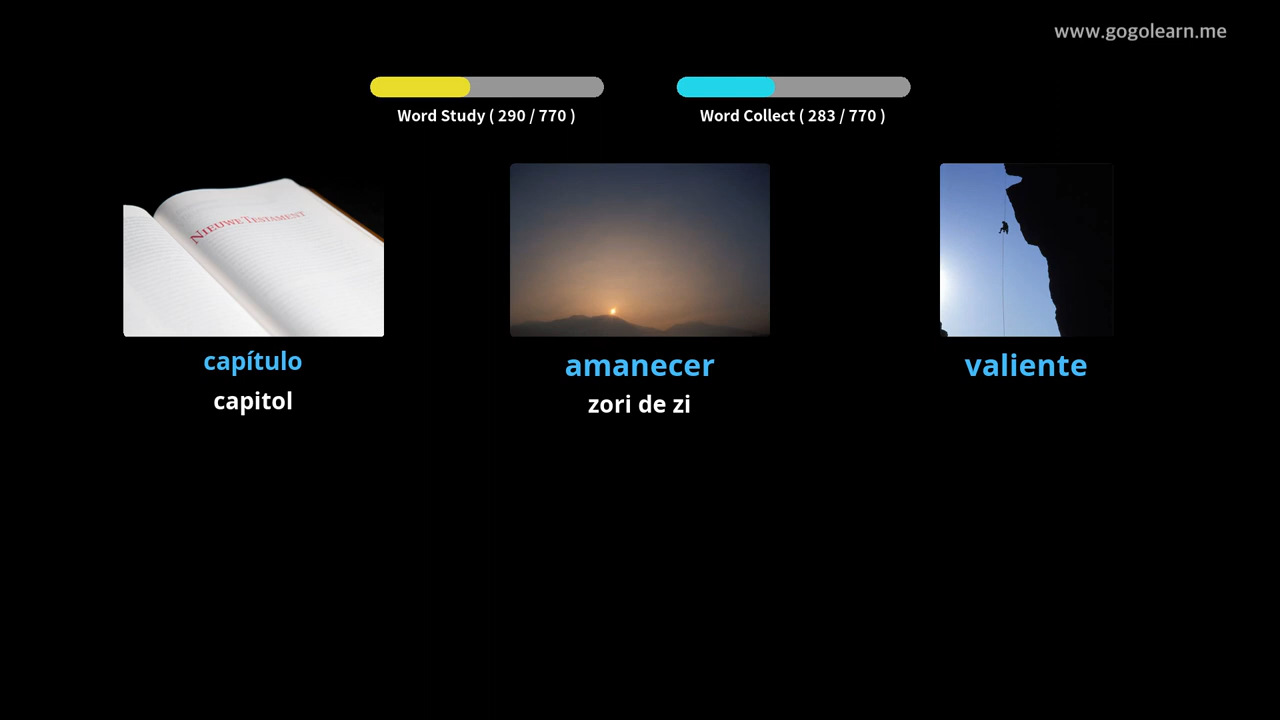 www.gogolearn.me
Word Study ( 290 / 770 )
Word Collect ( 283 / 770 )
NIEUWE TESTAMENT
capítulo
amanecer
valiente
capitol
zori de zi